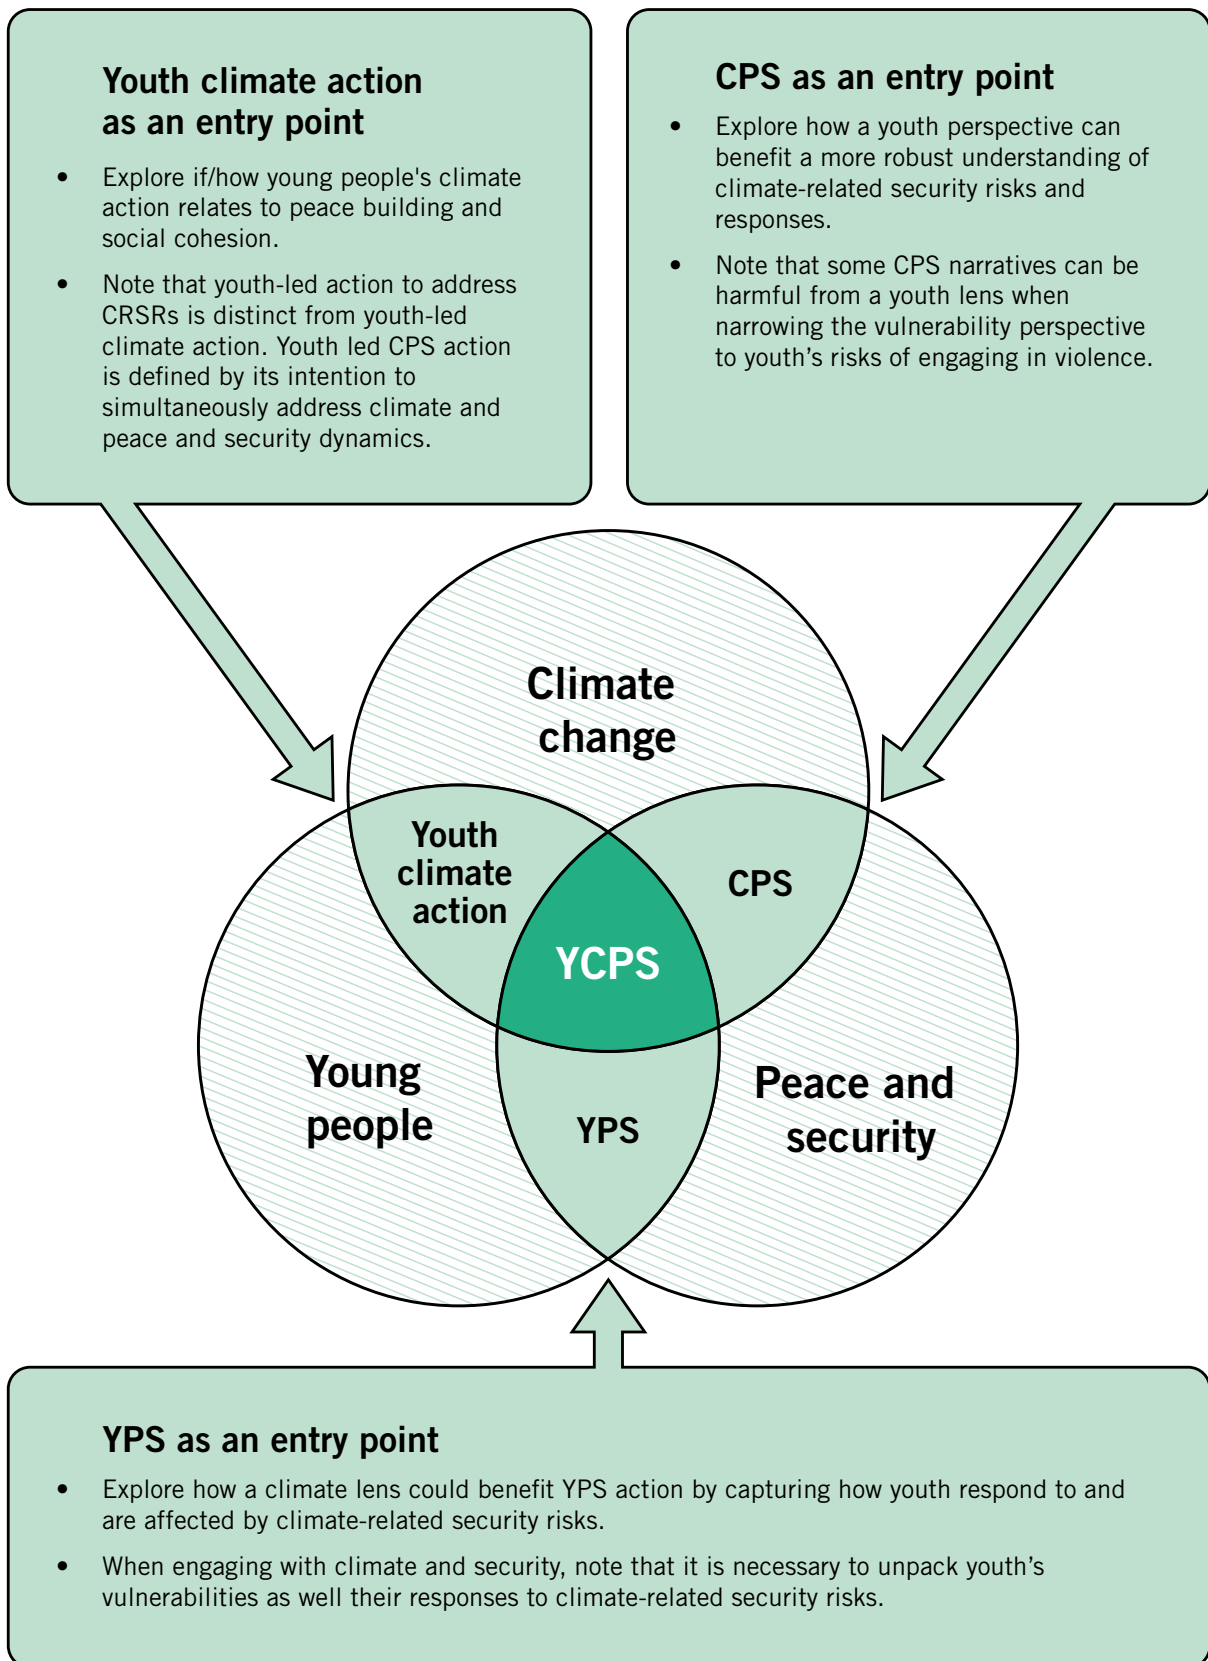 Youth climate action
as an entry point
• Explore if/how young people's climate
action relates to peace building and
social cohesion.
• Note that youth-led action to address
CRSRs is distinct from youth-led
climate action. Youth led CPS action
is defined by its intention to
simultaneously address climate and
peace and security dynamics.
CPS as an entry point
• Explore how a youth perspective can
benefit a more robust understanding of
climate-related security risks and
responses.
• Note that some CPS narratives can be
harmful from a youth lens when
narrowing the vulnerability perspective
to youth’s risks of engaging in violence.
Climate
change
Youth
climate
action
CPS
YCPS
Young
people
YPS
Peace and
security
YPS as an entry point
• Explore how a climate lens could benefit YPS action by capturing how youth respond to and
are affected by climate-related security risks.
• When engaging with climate and security, note that it is necessary to unpack youth’s
vulnerabilities as well their responses to climate-related security risks.